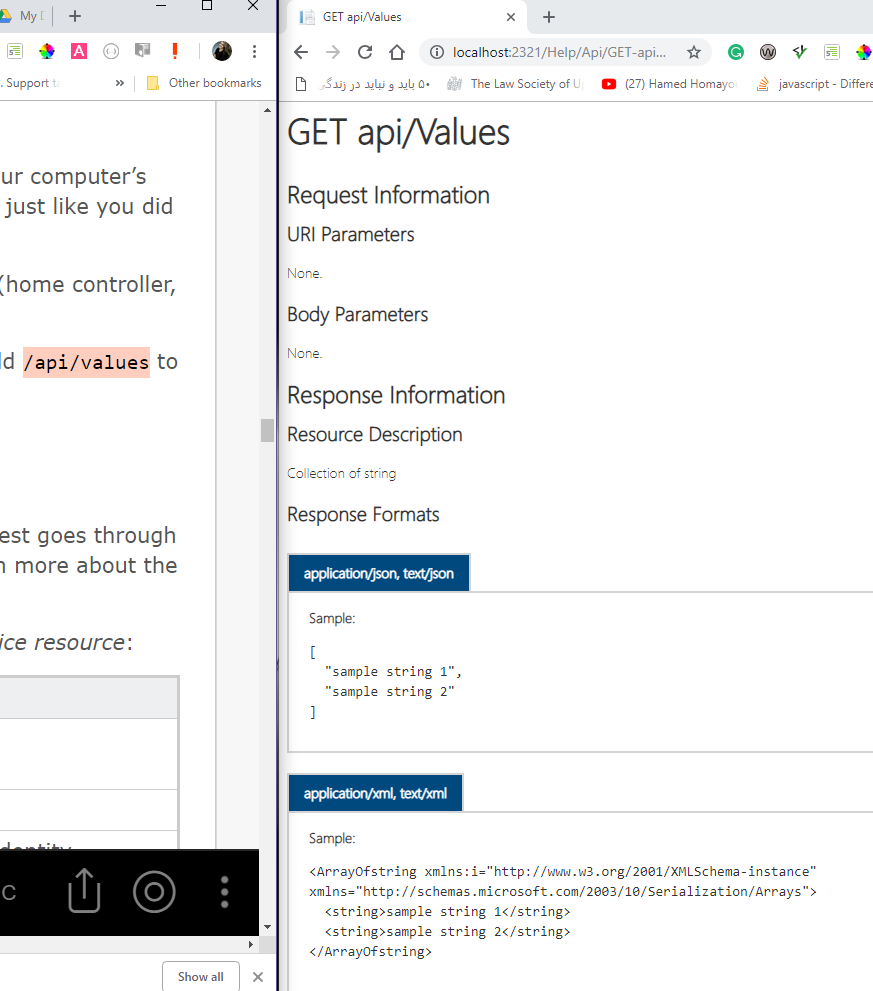 My
GET api/Values
localhost:2321/Help/Api/GET-api...
. Support
Other bookmarks
۵۰ باید و نباید در زندگی
The Law Society of U
(27) Hamed Homayo
javascript - Differe
ur computer's
just like you did
(home controller,
/api/values to
est goes through
n more about the
ice resource:
C
Show all
GET api/Values
Request Information
URI Parameters
None.
Body Parameters
None.
Response Information
Resource Description
Collection of string
Response Formats
application/json, text/json
Sample:
[
"sample string 1",
"sample string 2"
]
application/xml, text/xml
Sample:
<ArrayOfstring xmlns:i="http://www.w3.org/2001/XMLSchema-instance"
xmlns="http://schemas.microsoft.com/2003/10/Serialization/Arrays">
<string>sample string 1</string>
<string>sample string 2</string>
</ArrayOfstring>